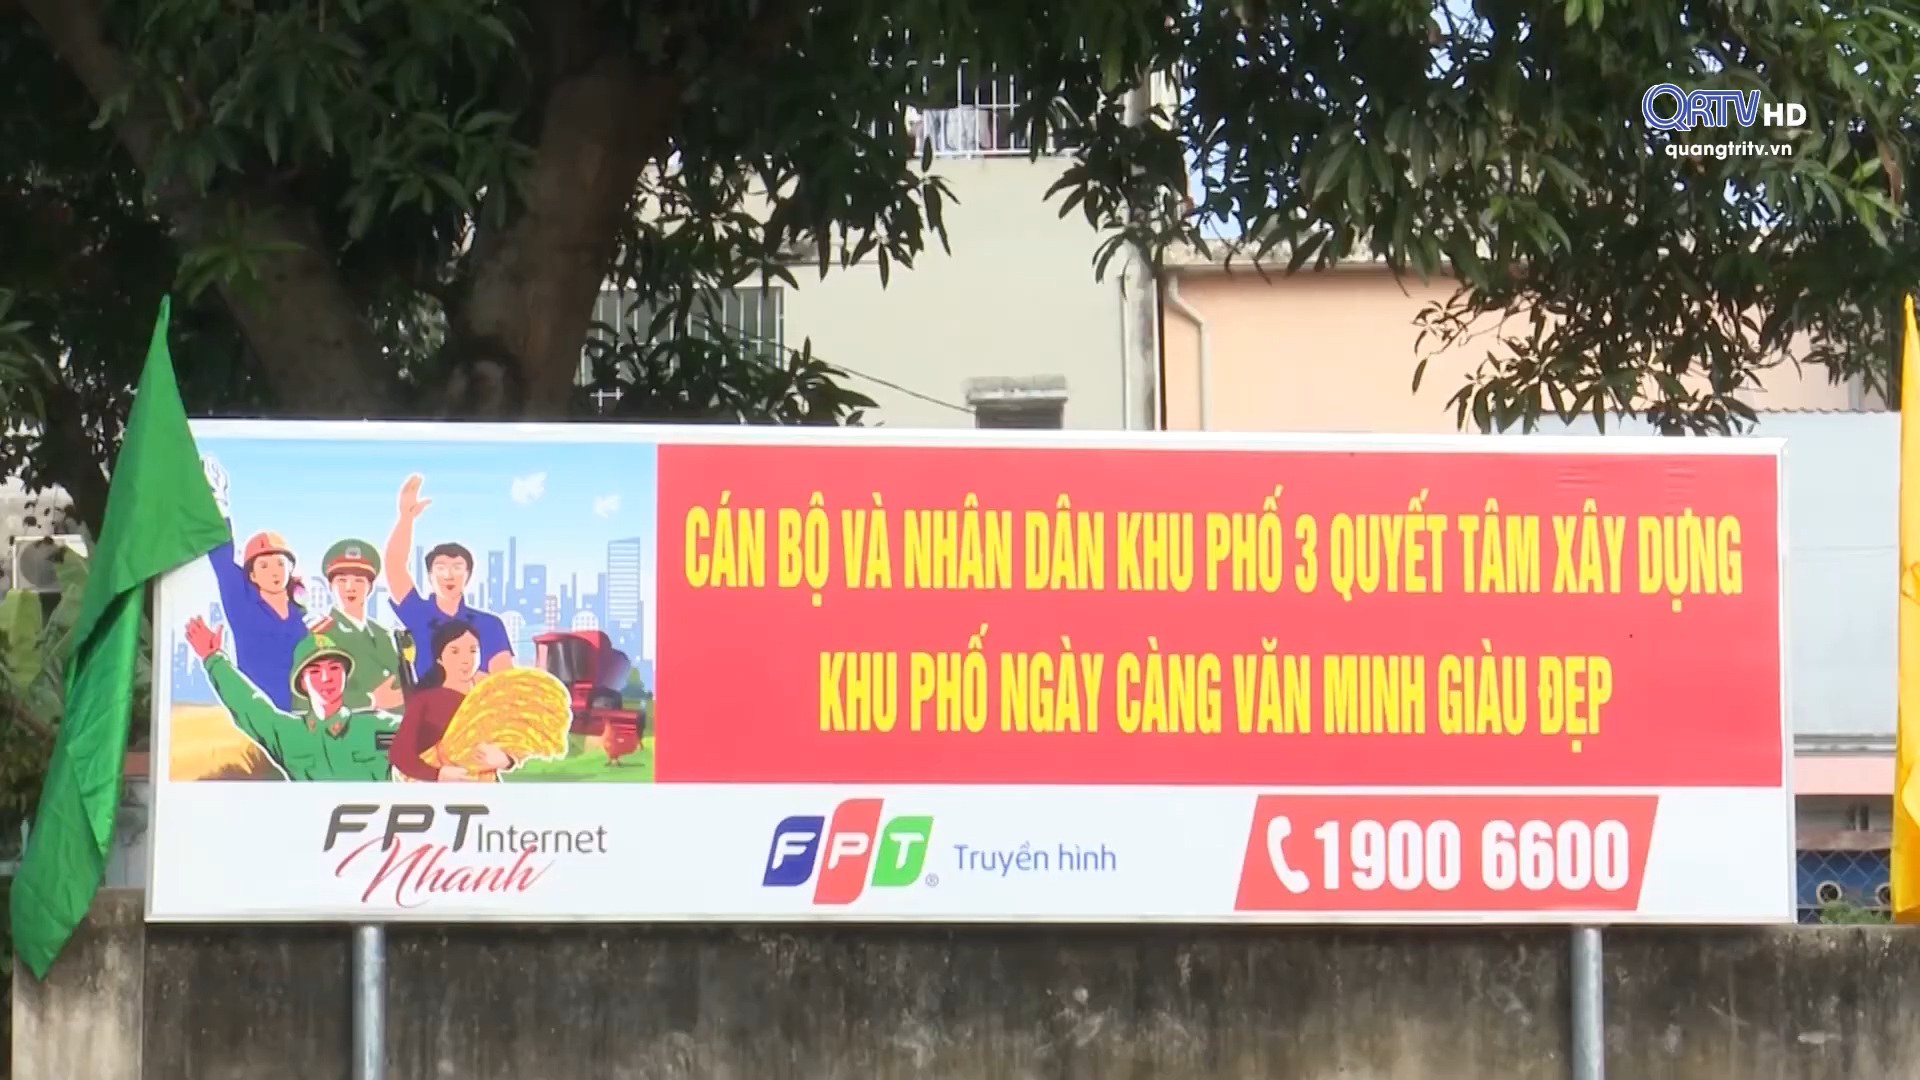 QRTV HD
quangtritv.vn
CÁN BỘ VÀ NHÂN DÂN KHU PHỐ 3 QUYẾT TÂM XÂY DỰNG
KHU PHỐ NGÀY CÀNG VĂN MINH GIÀU ĐẸP
FPT Internet
Nhanh
FPT® Truyền hình
1900 6600